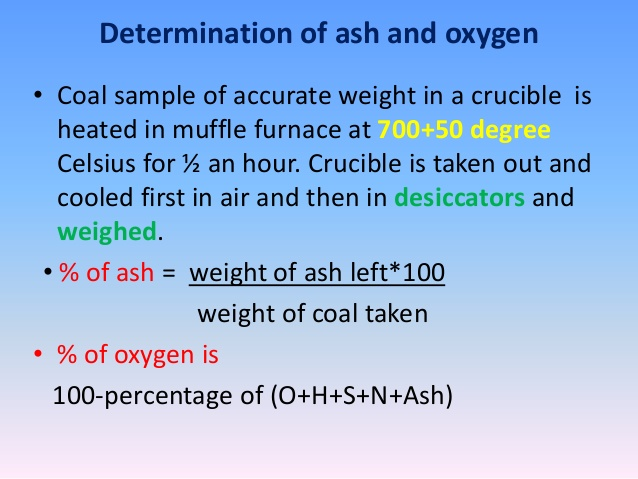 Determination of ash and oxygen
• Coal sample of accurate weight in a crucible is
heated in muffle furnace at 700+50 degree
Celsius for ½ an hour. Crucible is taken out and
cooled first in air and then in desiccators and
weighed.
• % of ash = weight of ash left*100
weight of coal taken
• % of oxygen is
100-percentage of (O+H+S+N+Ash)